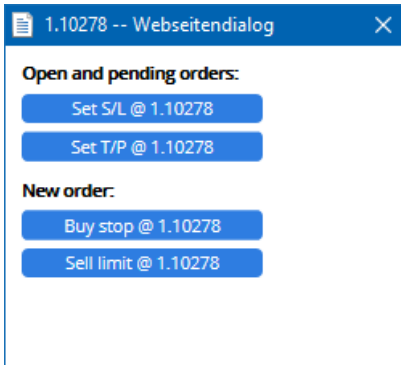 1.10278 -- Webseitendialog
Open and pending orders:
Set S/L @ 1.10278
Set T/P @ 1.10278
New order:
Buy stop @ 1.10278
Sell limit @ 1.10278